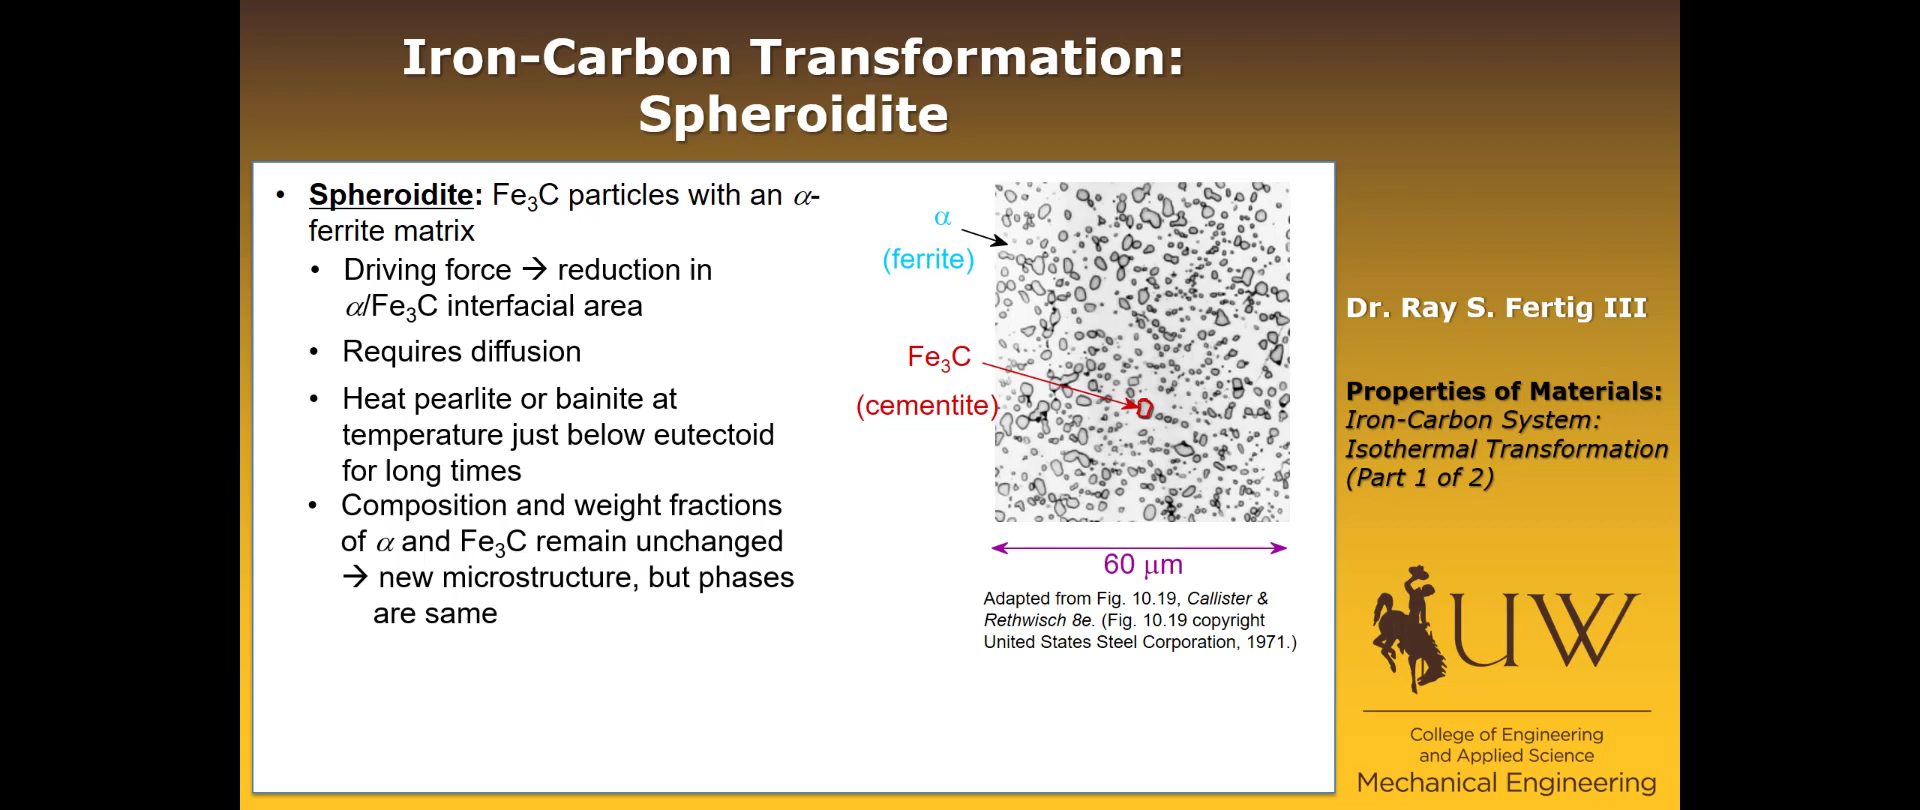 Iron-Carbon Transformation:
Spheroidite
• Spheroidite: Fe₃C particles with an α-
ferrite matrix
• Driving force → reduction in
α/Fe₃C interfacial area
• Requires diffusion
• Heat pearlite or bainite at
temperature just below eutectoid
for long times
• Composition and weight fractions
of α and Fe₃C remain unchanged
→ new microstructure, but phases
are same
α
(ferrite)
Fe₃C
(cementite)
60 μm
Adapted from Fig. 10.19, Callister &
Rethwisch 8e. (Fig. 10.19 copyright
United States Steel Corporation, 1971.)
Dr. Ray S. Fertig III
Properties of Materials:
Iron-Carbon System:
Isothermal Transformation
(Part 1 of 2)
UW
College of Engineering
and Applied Science
Mechanical Engineering